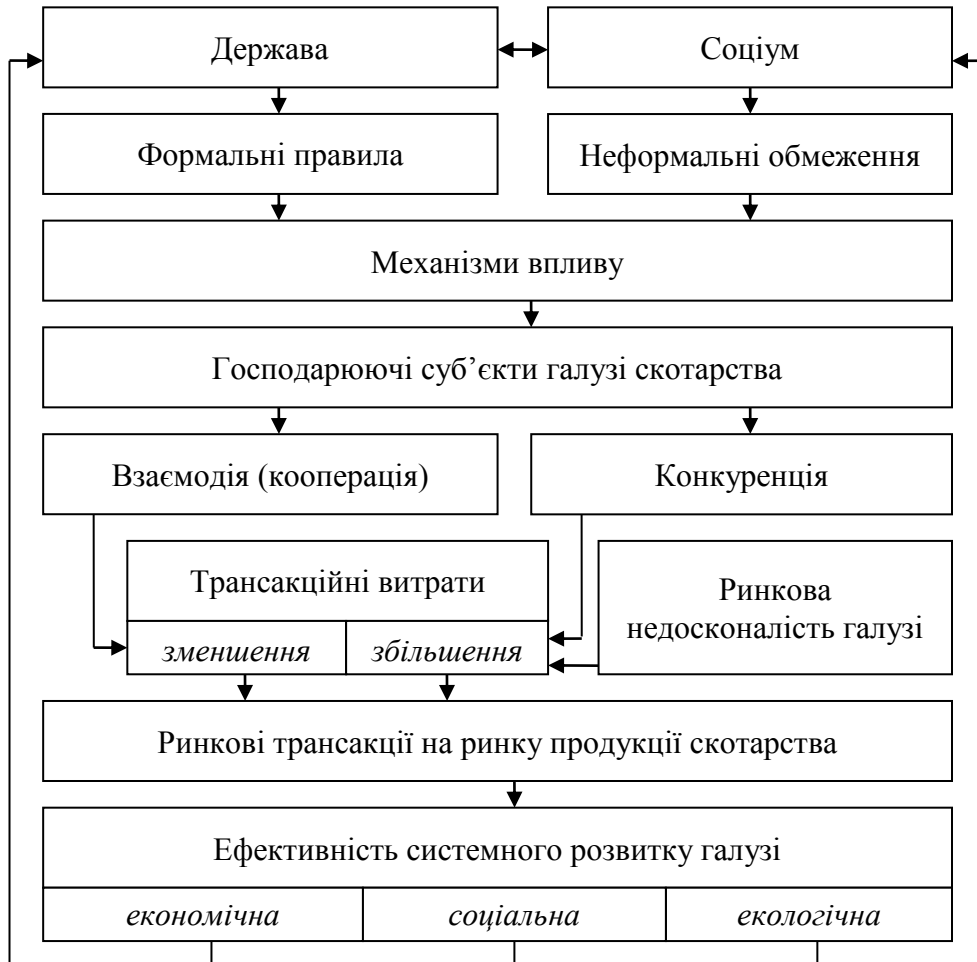 Держава
Соціум
Формальні правила
Неформальні обмеження
Механізми впливу
Господарюючі суб’єкти галузі скотарства
Взаємодія (кооперація)
Конкуренція
Трансакційні витрати
зменшення
збільшення
Ринкова
недосконалість галузі
Ринкові трансакції на ринку продукції скотарства
Ефективність системного розвитку галузі
економічна
соціальна
екологічна